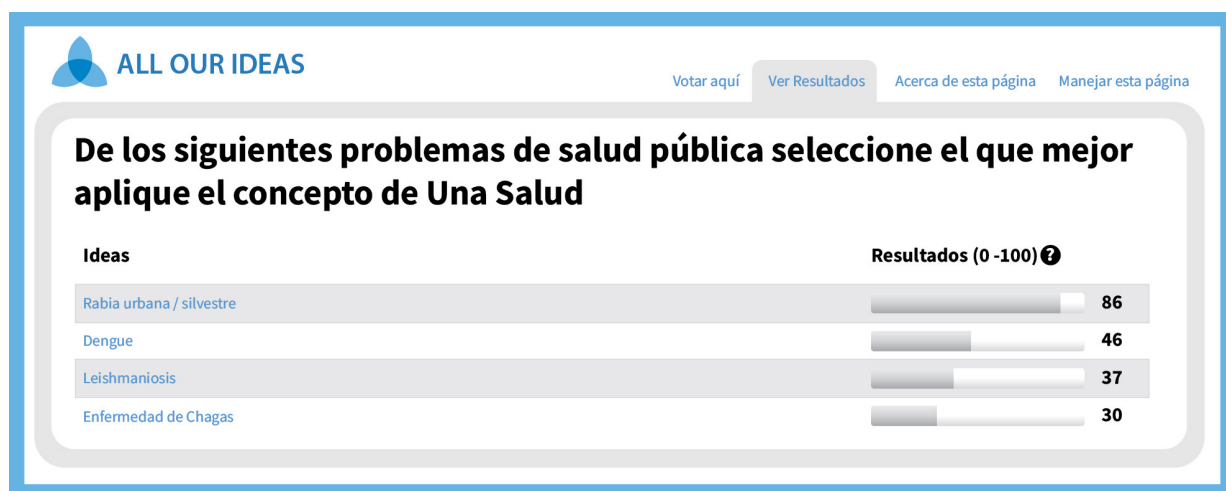 ALL OUR IDEAS
Votar aquí Ver Resultados Acerca de esta página Manejar esta página
De los siguientes problemas de salud pública seleccione el que mejor
aplique el concepto de Una Salud
Ideas Resultados (0 -100) ?
Rabia urbana / silvestre 86
Dengue 46
Leishmaniosis 37
Enfermedad de Chagas 30